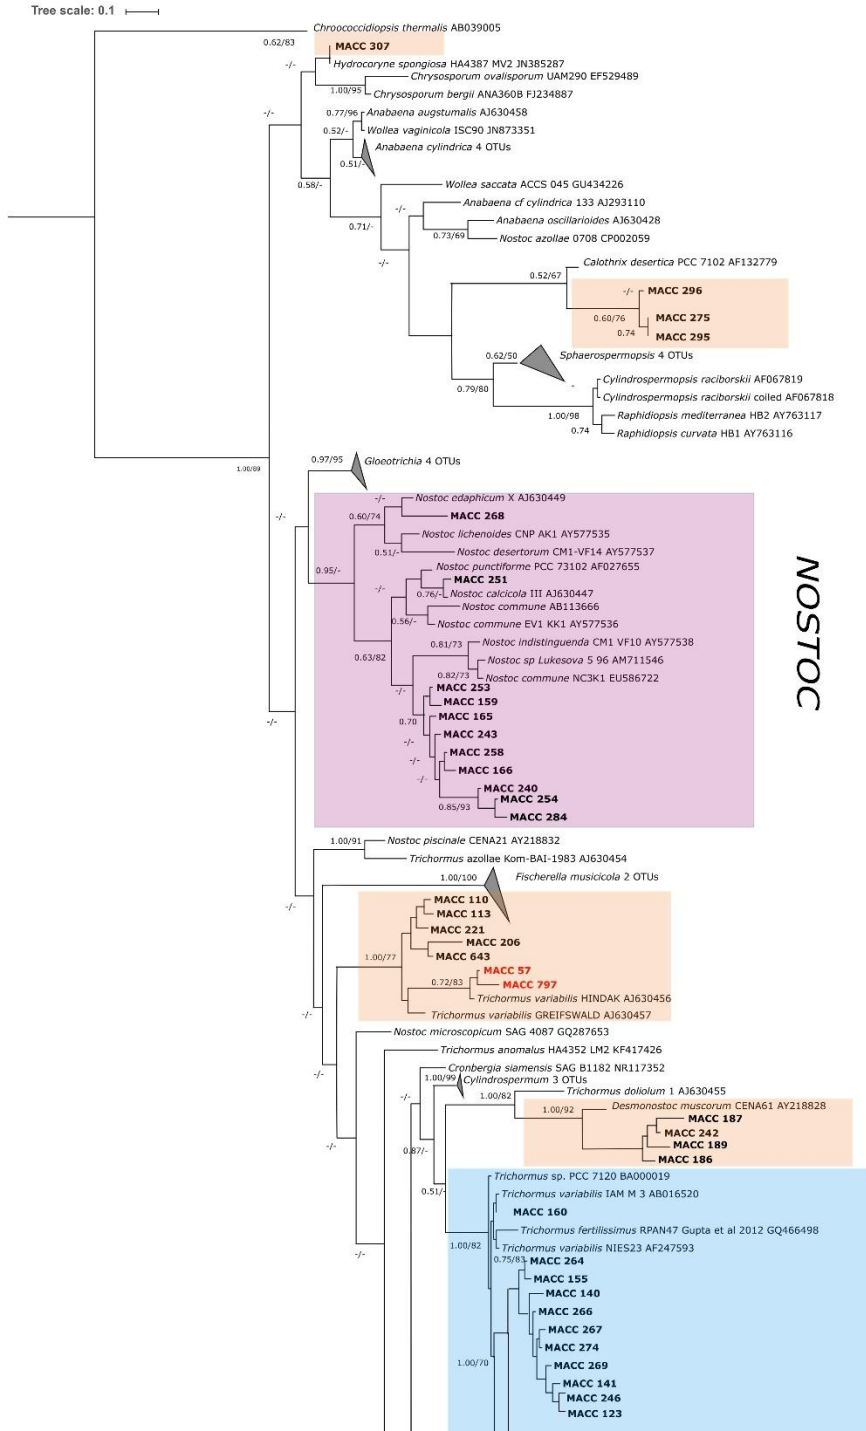 Tree scale: 0.1
Chroococcidiopsis thermalis AB039005
0.62/83
MACC 307
-/-
Hydrocoryne spongiosa HA4387 MV2 JN385287
Chrysosporum ovalisporum UAM290 EF529489
1.00/95
Chrysosporum bergii ANA360B FJ234887
-/-
0.77/96
Anabaena augstumalis AJ630458
0.52/-
Wollea vaginicola ISC90 JN873351
Anabaena cylindrica 4 OTUs
0.51/-
0.58/-
Wollea saccata ACCS 045 GU434226
Anabaena cf cylindrica 133 AJ293110
-/-
Anabaena oscillarioides AJ630428
0.71/-
0.73/69
Nostoc azollae 0708 CP002059
-/-
Calothrix desertica PCC 7102 AF132779
0.52/67
-/-
MACC 296
0.60/76
MACC 275
0.74
MACC 295
0.62/50
Sphaerospermopsis 4 OTUs
0.79/80
-
Cylindrospermopsis raciborskii AF067819
Cylindrospermopsis raciborskii coiled AF067818
1.00/98
Raphidiopsis mediterranea HB2 AY763117
0.74
Raphidiopsis curvata HB1 AY763116
0.97/95
Gloeotrichia 4 OTUs
1.00/69
-/-
Nostoc edaphicum X AJ630449
-/-
0.60/74
MACC 268
Nostoc lichenoides CNP AK1 AY577535
0.51/-
Nostoc desertorum CM1-VF14 AY577537
0.95/-
Nostoc punctiforme PCC 73102 AF027655
MACC 251
-/-
0.76/-
Nostoc calcicola III AJ630447
Nostoc commune AB113666
0.56/-
Nostoc commune EV1 KK1 AY577536
NOSTOC
0.63/82
0.81/73
Nostoc indistinguenda CM1 VF10 AY577538
Nostoc sp Lukesova 5 96 AM711546
0.82/73
Nostoc commune NC3K1 EU586722
-/-
MACC 253
MACC 159
0.70
MACC 165
-/-
MACC 243
-/-
MACC 258
-/-
-/-
MACC 166
0.85/93
MACC 240
MACC 254
MACC 284
1.00/91
Nostoc piscinale CENA21 AY218832
Trichormus azollae Kom-BAI-1983 AJ630454
1.00/100
Fischerella musicicola 2 OTUs
-/-
MACC 110
MACC 113
MACC 221
MACC 206
1.00/77
MACC 643
MACC 57
0.72/83
MACC 797
Trichormus variabilis HINDAK AJ630456
Trichormus variabilis GREIFSWALD AJ630457
-/-
Nostoc microscopicum SAG 4087 GQ287653
Trichormus anomalus HA4352 LM2 KF417426
Cronbergia siamensis SAG B1182 NR117352
1.00/99
Cylindrospermum 3 OTUs
-/-
Trichormus doliolum 1 AJ630455
1.00/82
Desmonostoc muscorum CENA61 AY218828
1.00/92
MACC 187
MACC 242
-/-
0.87/-
MACC 189
MACC 186
0.51/-
Trichormus sp. PCC 7120 BA000019
Trichormus variabilis IAM M 3 AB016520
MACC 160
Trichormus fertilissimus RPAN47 Gupta et al 2012 GQ466498
1.00/82
Trichormus variabilis NIES23 AF247593
-/-
0.75/83
MACC 264
MACC 155
MACC 140
MACC 266
MACC 267
MACC 274
1.00/70
MACC 269
MACC 141
MACC 246
MACC 123